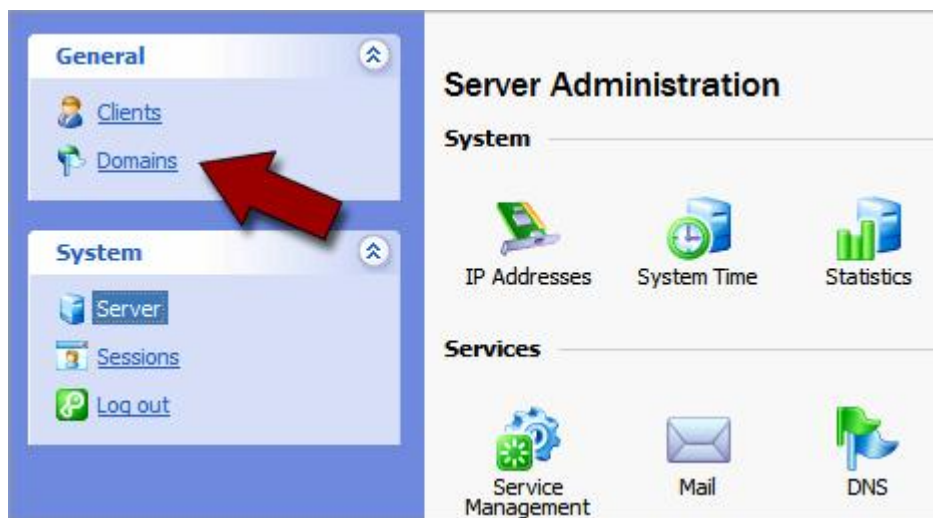 General
Clients
Domains
System
Server
Sessions
Log out
Server Administration
System
IP Addresses
System Time
Statistics
Services
Service
Management
Mail
DNS